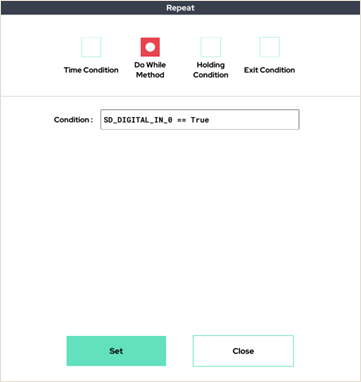 Repeat
Time Condition
Do While
Method
Holding
Condition
Exit Condition
Condition :
SD_DIGITAL_IN_0 == True
Set
Close